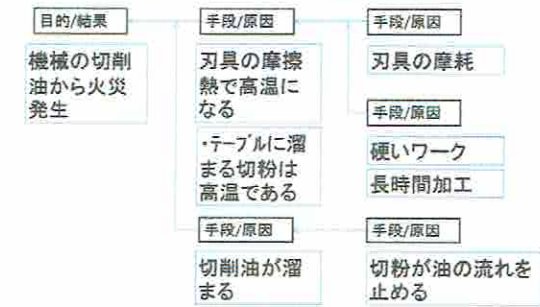 目的/結果
機械の切削
油から火災
発生
手段/原因
刃具の摩擦
熱で高温に
なる
・テーブルに溜
まる切粉は
高温である
手段/原因
刃具の摩耗
手段/原因
硬いワーク
長時間加工
手段/原因
切削油が溜
まる
手段/原因
切粉が油の流れを
止める